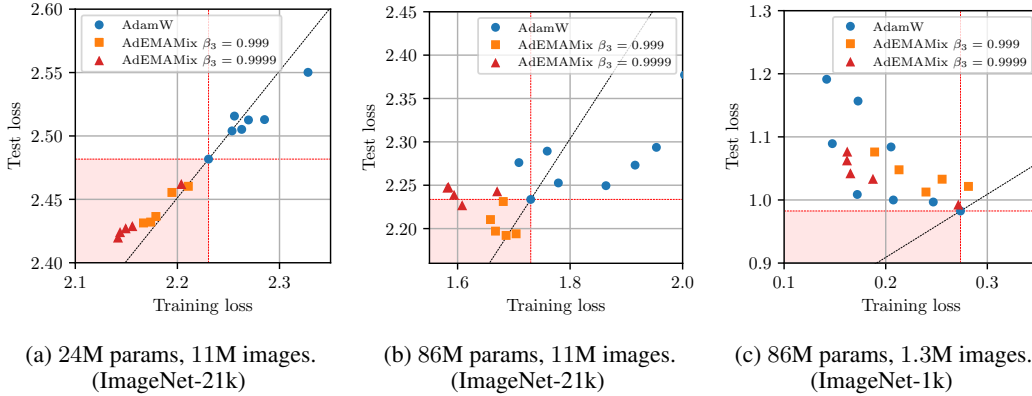 2.60
2.55
2.50
2.45
2.40
Test loss
AdamW
AdEMAMix β₃ = 0.999
AdEMAMix β₃ = 0.9999
2.1
2.2
2.3
Training loss
(a) 24M params, 11M images.
(ImageNet-21k)
2.45
2.40
2.35
2.30
2.25
2.20
Test loss
AdamW
AdEMAMix β₃ = 0.999
AdEMAMix β₃ = 0.9999
1.6
1.8
2.0
Training loss
(b) 86M params, 11M images.
(ImageNet-21k)
1.3
1.2
1.1
1.0
0.9
Test loss
AdamW
AdEMAMix β₃ = 0.999
AdEMAMix β₃ = 0.9999
0.1
0.2
0.3
Training loss
(c) 86M params, 1.3M images.
(ImageNet-1k)